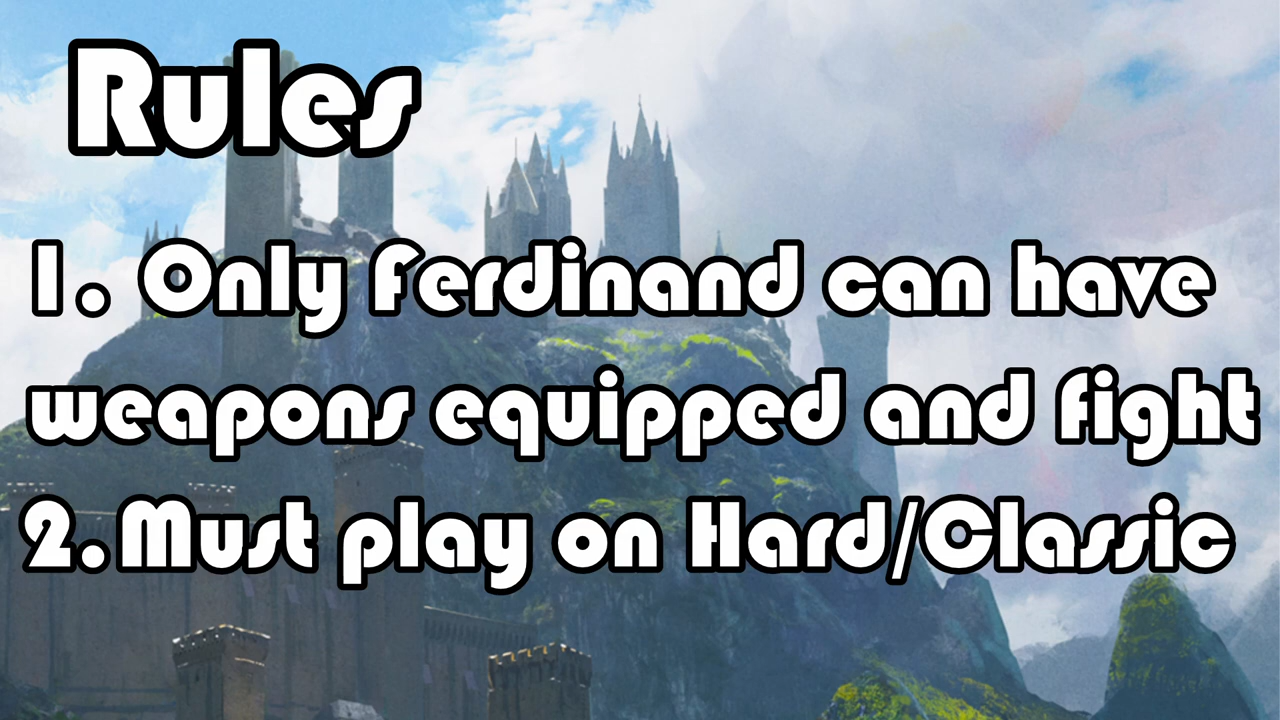 Rules
1. Only Ferdinand can have
weapons equipped and fight
2. Must play on Hard/Classic